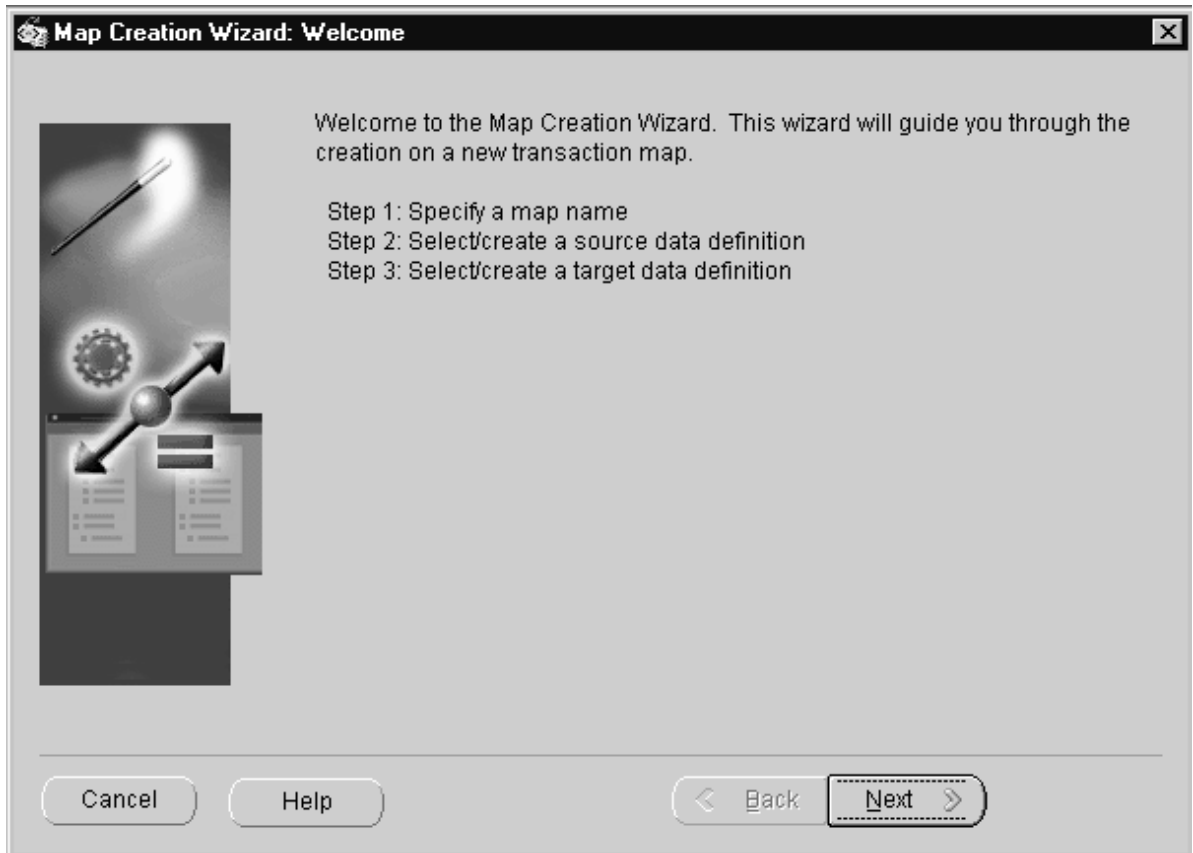 Map Creation Wizard: Welcome
Welcome to the Map Creation Wizard. This wizard will guide you through the
creation on a new transaction map.
Step 1: Specify a map name
Step 2: Select/create a source data definition
Step 3: Select/create a target data definition
Cancel
Help
Back
Next